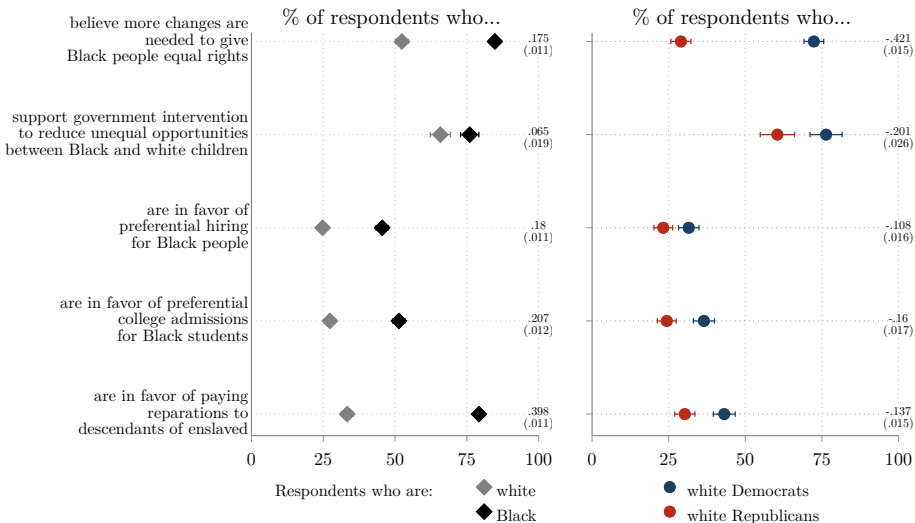 % of respondents who...
% of respondents who...
believe more changes are
needed to give
Black people equal rights
.175
(.011)
-.421
(.015)
support government intervention
to reduce unequal opportunities
between Black and white children
.065
(.019)
-.201
(.026)
are in favor of
preferential hiring
for Black people
.18
(.011)
-.108
(.016)
are in favor of preferential
college admissions
for Black students
.207
(.012)
-.16
(.017)
are in favor of paying
reparations to
descendants of enslaved
.398
(.011)
-.137
(.015)
0 25 50 75 100
0 25 50 75 100
Respondents who are:
white
Black
white Democrats
white Republicans